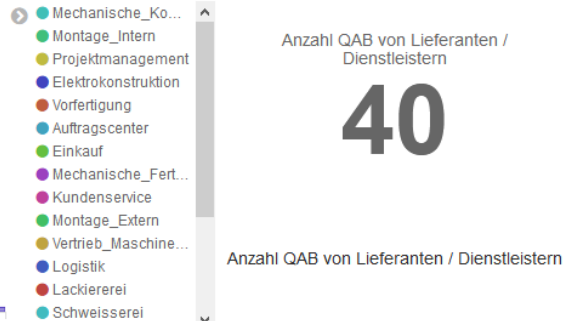 Mechanische_Ko...
Montage_Intern
Projektmanagement
Elektrokonstruktion
Vorfertigung
Auftragscenter
Einkauf
Mechanische_Fert...
Kundenservice
Montage_Extern
Vertrieb_Maschine...
Logistik
Lackiererei
Schweisserei
Anzahl QAB von Lieferanten /
Dienstleistern
40
Anzahl QAB von Lieferanten / Dienstleistern